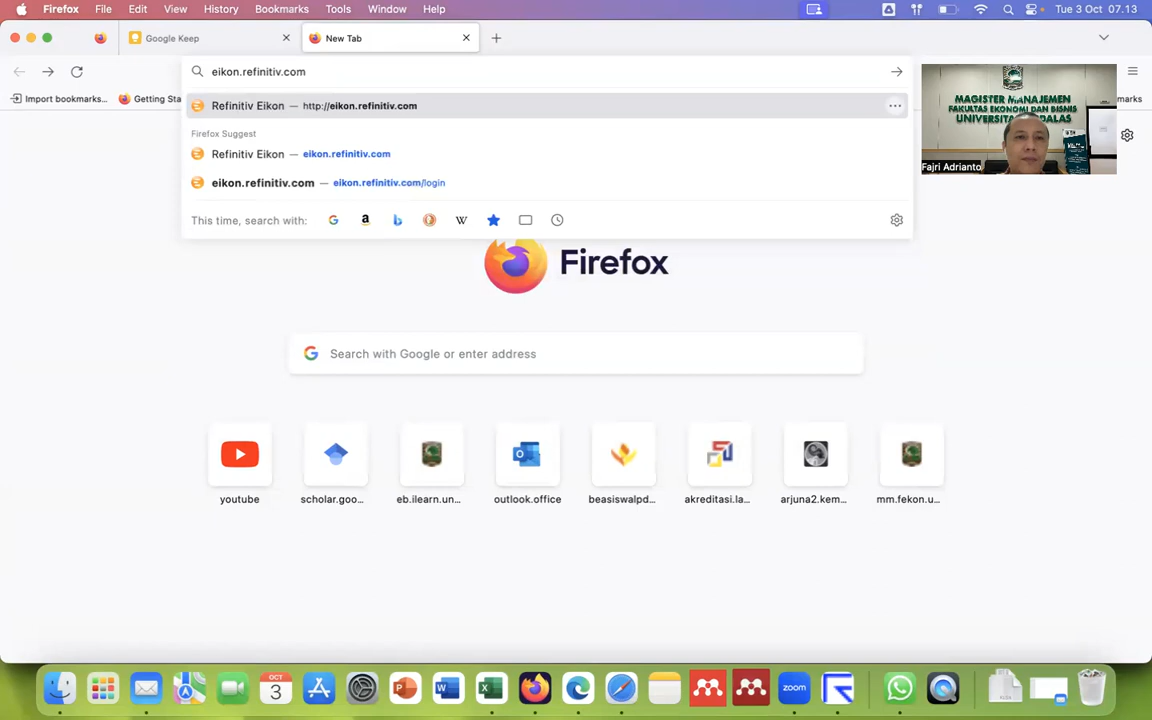 Firefox File Edit View History Bookmarks Tools Window Help Tue 3 Oct 07.13
Google Keep
New Tab
eikon.refinitiv.com
Import bookmarks...
Getting Sta
marks
Refinitiv Eikon — http://eikon.refinitiv.com
Firefox Suggest
Refinitiv Eikon — eikon.refinitiv.com
eikon.refinitiv.com — eikon.refinitiv.com/login
This time, search with:
MAGISTER MANAJEMEN
FAKULTAS EKONOMI DAN BISNIS
Fajri Adrianto
Firefox
Search with Google or enter address
youtube
scholar.goo...
eb.ilearn.un...
outlook.office
beasiswalpd...
akreditasi.la...
arjuna2.kem...
mm.fekon.u...
OCT
3
zoom